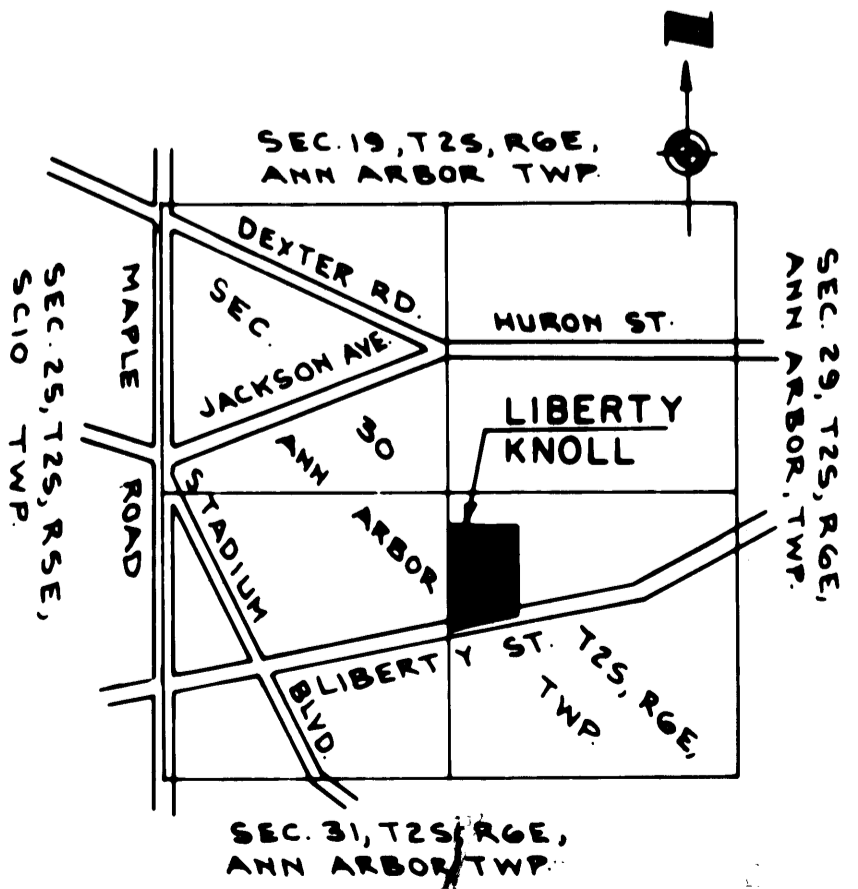 SEC. 19, T2S, R6E,
ANN ARBOR TWP.
DEXTER RD.
HURON ST.
SEC.
JACKSON AVE.
30
ANN
ARBOR
LIBERTY
KNOLL
MAPLE
ROAD
SEC. 25, T2S, R5E,
SCIO TWP.
SEC. 29, T2S, R6E,
ANN ARBOR, TWP.
STADIUM
BLVD.
LIBERTY ST.
T2S, R6E,
TWP.
SEC. 31, T2S, R6E,
ANN ARBOR TWP.